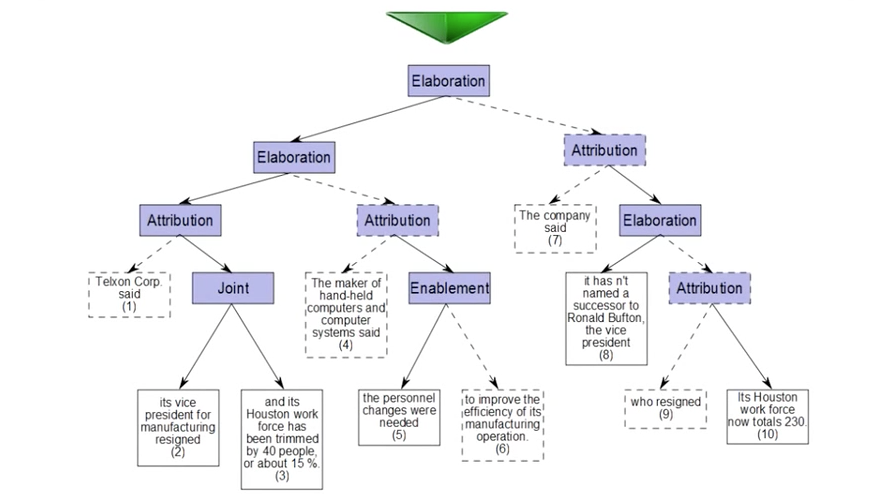 Elaboration
Elaboration
Attribution
Attribution
Attribution
The company
said
(7)
Elaboration
Telxon Corp.
said
(1)
Joint
The maker of
hand-held
computers and
computer
systems said
(4)
Enablement
it has n't
named a
successor to
Ronald Bufton,
the vice
president
(8)
Attribution
its vice
president for
manufacturing
resigned
(2)
and its
Houston work
force has
been trimmed
by 40 people,
or about 15 %.
(3)
the personnel
changes were
needed
(5)
to improve the
efficiency of its
manufacturing
operation.
(6)
who resigned
(9)
Its Houston
work force
now totals 230.
(10)